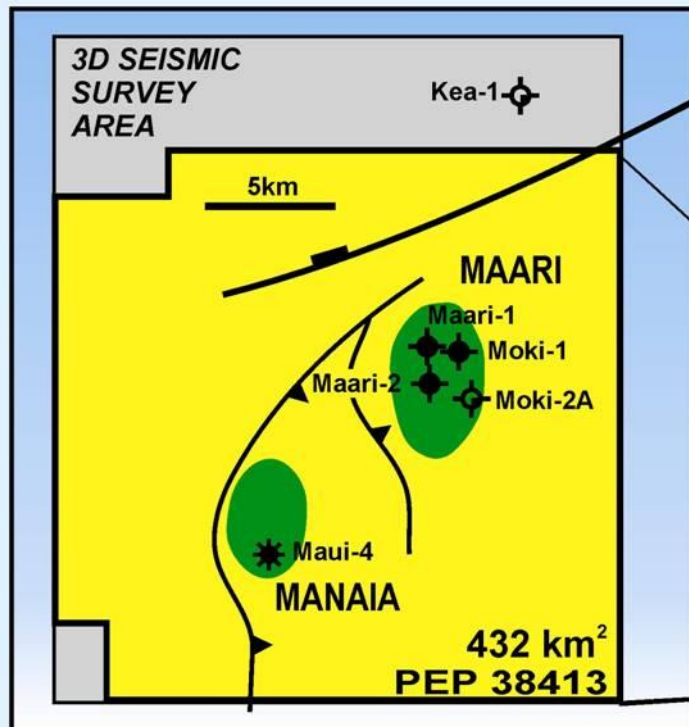 3D SEISMIC
SURVEY
AREA
Kea-1
5km
MAARI
Maari-1
Moki-1
Maari-2
Moki-2A
Maui-4
MANAIA
432 km²
PEP 38413